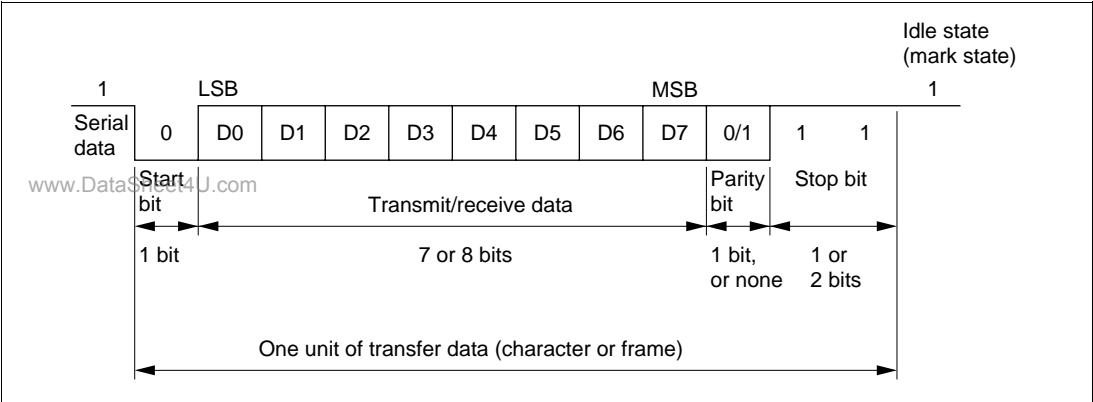 Idle state
(mark state)
1 LSB MSB 1
Serial
data
0 D0 D1 D2 D3 D4 D5 D6 D7 0/1 1 1
www.DataSheet4U.com
Start
bit
Transmit/receive data
Parity
bit
Stop bit
1 bit
7 or 8 bits
1 bit,
or none
1 or
2 bits
One unit of transfer data (character or frame)